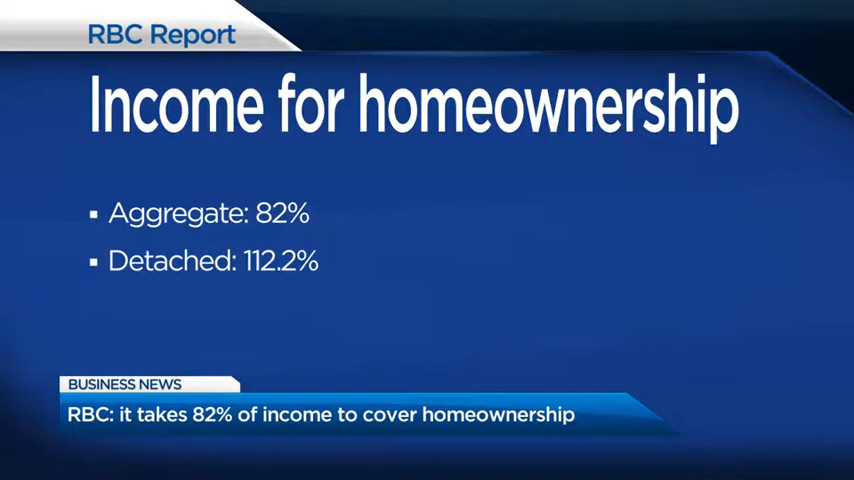 RBC Report
Income for homeownership
▪ Aggregate: 82%
▪ Detached: 112.2%
BUSINESS NEWS
RBC: it takes 82% of income to cover homeownership